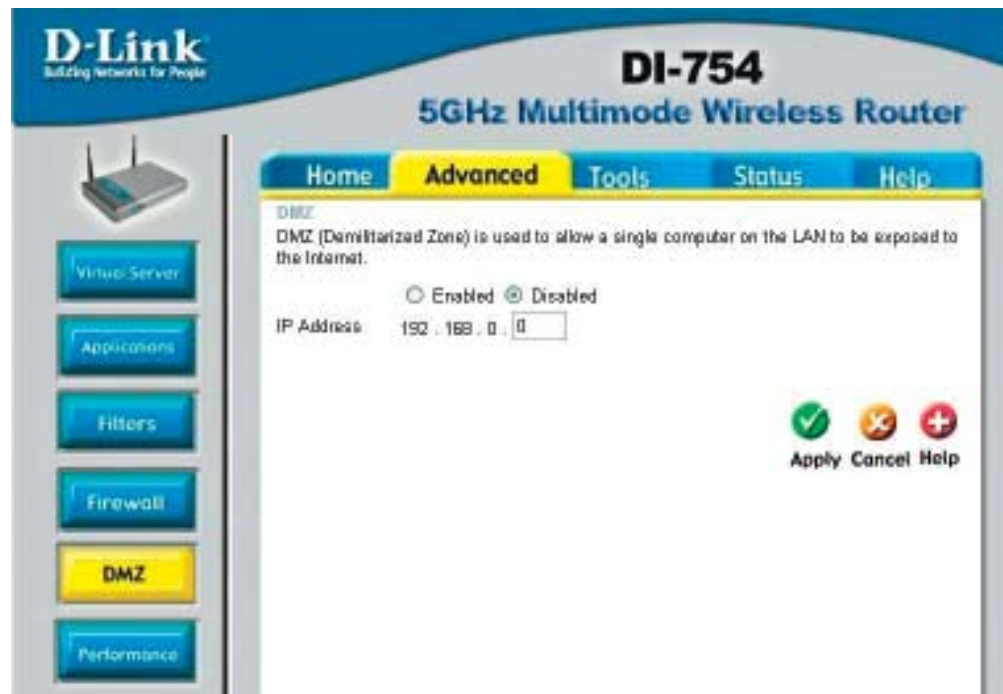 D-Link
Building Networks for People
DI-754
5GHz Multimode Wireless Router
Home
Advanced
Tools
Status
Help
DMZ
DMZ (Demilitarized Zone) is used to allow a single computer on the LAN to be exposed to
the Internet.
Enabled Disabled
IP Address 192 . 168 . 0 . 0
Apply Cancel Help
Virtual Server
Applications
Filters
Firewall
DMZ
Performance